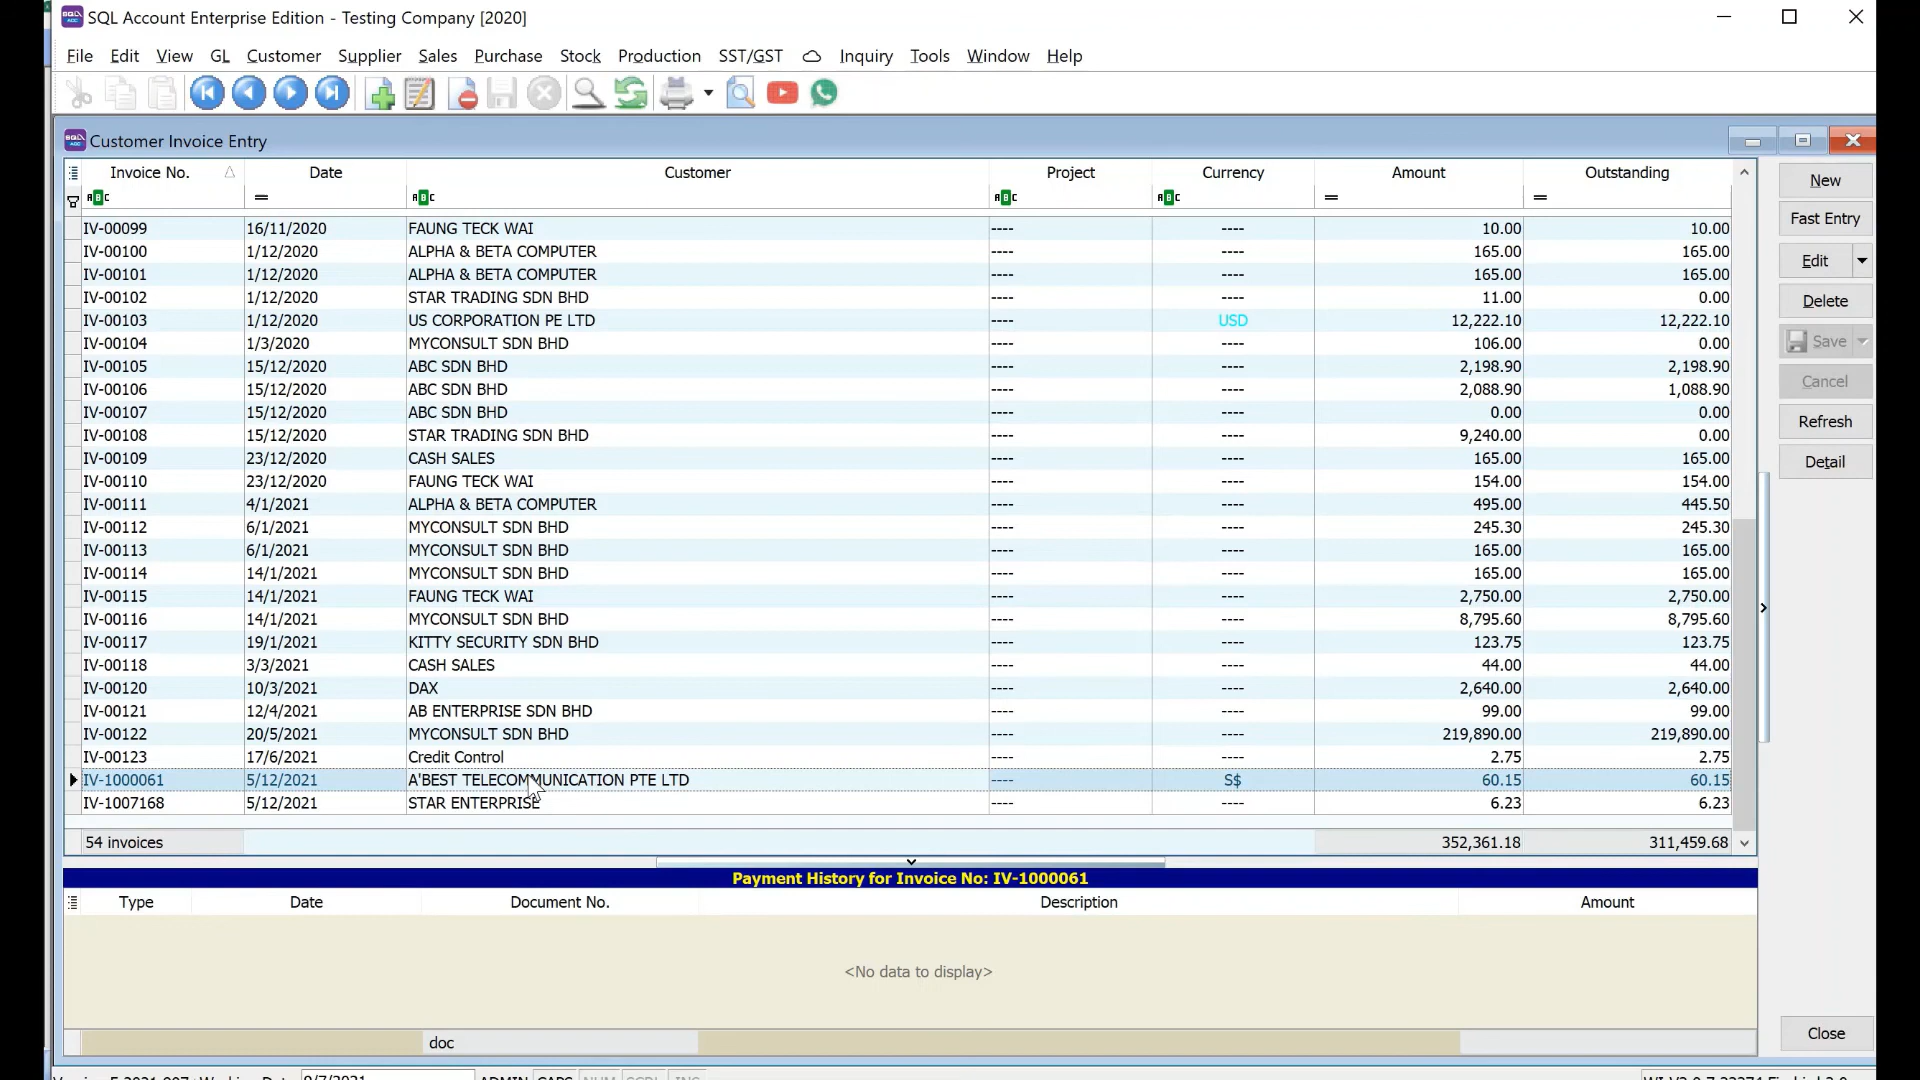 SQL Account Enterprise Edition - Testing Company [2020]
File Edit View GL Customer Supplier Sales Purchase Stock Production SST/GST Inquiry Tools Window Help
Customer Invoice Entry
Invoice No. Date Customer Project Currency Amount Outstanding
IV-00099 16/11/2020 FAUNG TECK WAI ---- ---- 10.00 10.00
IV-00100 1/12/2020 ALPHA & BETA COMPUTER ---- ---- 165.00 165.00
IV-00101 1/12/2020 ALPHA & BETA COMPUTER ---- ---- 165.00 165.00
IV-00102 1/12/2020 STAR TRADING SDN BHD ---- ---- 11.00 0.00
IV-00103 1/12/2020 US CORPORATION PE LTD ---- USD 12,222.10 12,222.10
IV-00104 1/3/2020 MYCONSULT SDN BHD ---- ---- 106.00 0.00
IV-00105 15/12/2020 ABC SDN BHD ---- ---- 2,198.90 2,198.90
IV-00106 15/12/2020 ABC SDN BHD ---- ---- 2,088.90 1,088.90
IV-00107 15/12/2020 ABC SDN BHD ---- ---- 0.00 0.00
IV-00108 15/12/2020 STAR TRADING SDN BHD ---- ---- 9,240.00 0.00
IV-00109 23/12/2020 CASH SALES ---- ---- 165.00 165.00
IV-00110 23/12/2020 FAUNG TECK WAI ---- ---- 154.00 154.00
IV-00111 4/1/2021 ALPHA & BETA COMPUTER ---- ---- 495.00 445.50
IV-00112 6/1/2021 MYCONSULT SDN BHD ---- ---- 245.30 245.30
IV-00113 6/1/2021 MYCONSULT SDN BHD ---- ---- 165.00 165.00
IV-00114 14/1/2021 MYCONSULT SDN BHD ---- ---- 165.00 165.00
IV-00115 14/1/2021 FAUNG TECK WAI ---- ---- 2,750.00 2,750.00
IV-00116 14/1/2021 MYCONSULT SDN BHD ---- ---- 8,795.60 8,795.60
IV-00117 19/1/2021 KITTY SECURITY SDN BHD ---- ---- 123.75 123.75
IV-00118 3/3/2021 CASH SALES ---- ---- 44.00 44.00
IV-00120 10/3/2021 DAX ---- ---- 2,640.00 2,640.00
IV-00121 12/4/2021 AB ENTERPRISE SDN BHD ---- ---- 99.00 99.00
IV-00122 20/5/2021 MYCONSULT SDN BHD ---- ---- 219,890.00 219,890.00
IV-00123 17/6/2021 Credit Control ---- ---- 2.75 2.75
IV-1000061 5/12/2021 A'BEST TELECOMMUNICATION PTE LTD ---- S$ 60.15 60.15
IV-1007168 5/12/2021 STAR ENTERPRISE ---- ---- 6.23 6.23
54 invoices 352,361.18 311,459.68
Payment History for Invoice No: IV-1000061
Type Date Document No. Description Amount
<No data to display>
doc
New
Fast Entry
Edit
Delete
Save
Cancel
Refresh
Detail
Close